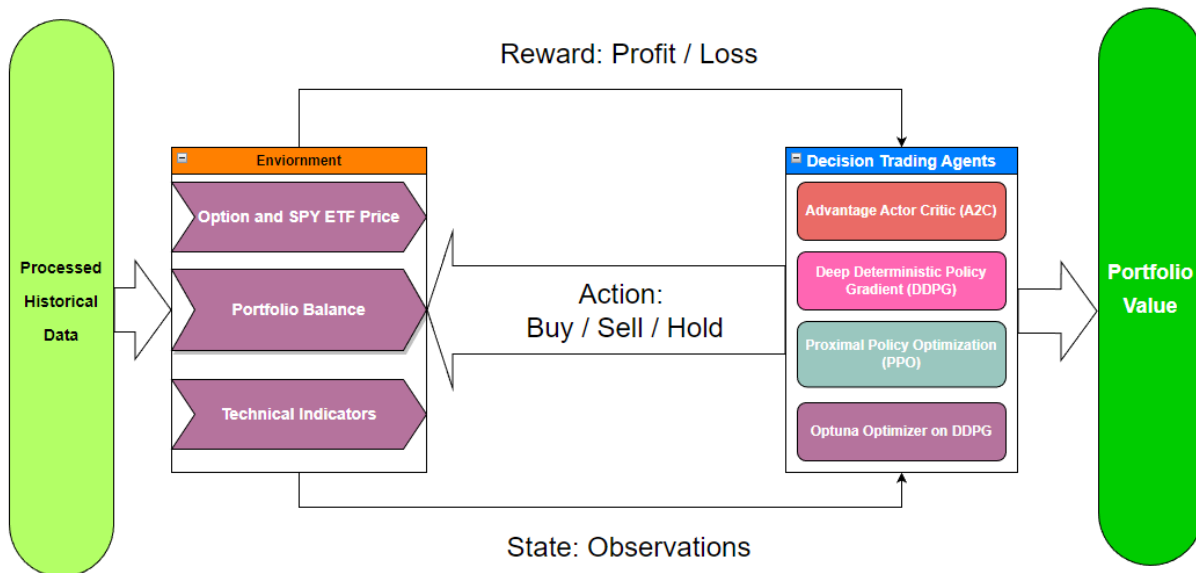 Reward: Profit / Loss
Processed
Historical
Data
Enviornment
Option and SPY ETF Price
Portfolio Balance
Technical Indicators
Action:
Buy / Sell / Hold
Decision Trading Agents
Advantage Actor Critic (A2C)
Deep Deterministic Policy
Gradient (DDPG)
Proximal Policy Optimization
(PPO)
Optuna Optimizer on DDPG
Portfolio
Value
State: Observations